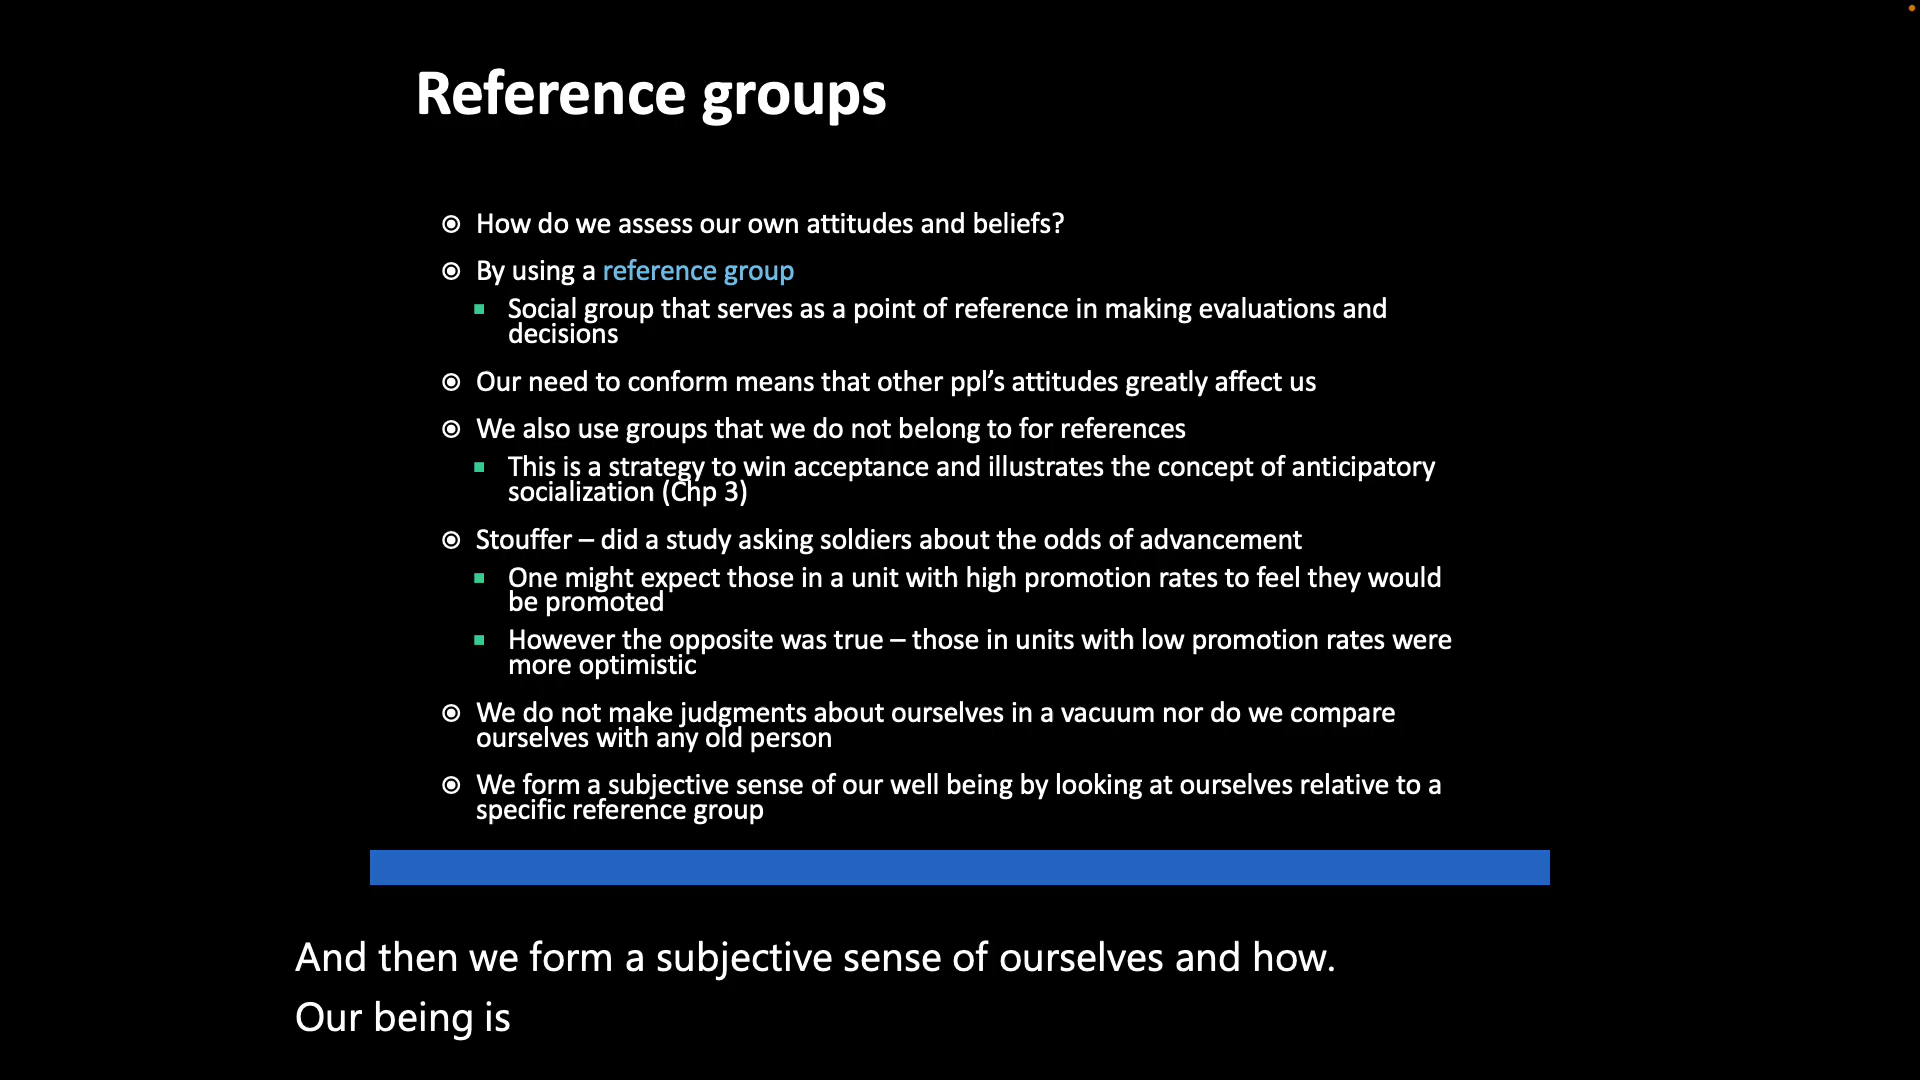 Reference groups
How do we assess our own attitudes and beliefs?
By using a reference group
Social group that serves as a point of reference in making evaluations and
decisions
Our need to conform means that other ppl’s attitudes greatly affect us
We also use groups that we do not belong to for references
This is a strategy to win acceptance and illustrates the concept of anticipatory
socialization (Chp 3)
Stouffer – did a study asking soldiers about the odds of advancement
One might expect those in a unit with high promotion rates to feel they would
be promoted
However the opposite was true – those in units with low promotion rates were
more optimistic
We do not make judgments about ourselves in a vacuum nor do we compare
ourselves with any old person
We form a subjective sense of our well being by looking at ourselves relative to a
specific reference group
And then we form a subjective sense of ourselves and how.
Our being is